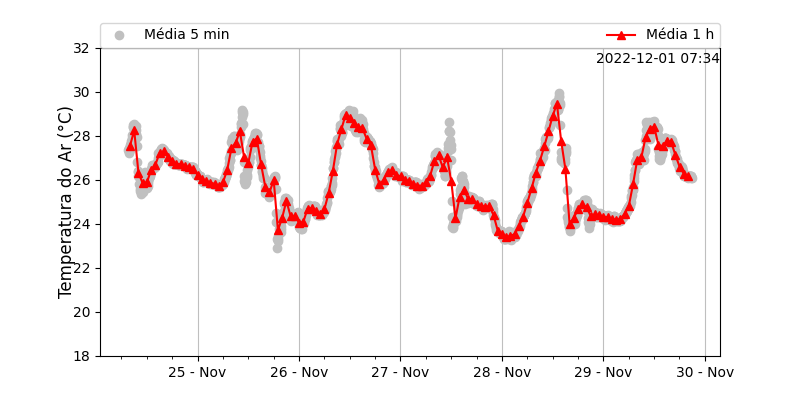 Média 5 min
Média 1 h
2022-12-01 07:34
Temperatura do Ar (°C)
32
30
28
26
24
22
20
18
25 - Nov
26 - Nov
27 - Nov
28 - Nov
29 - Nov
30 - Nov